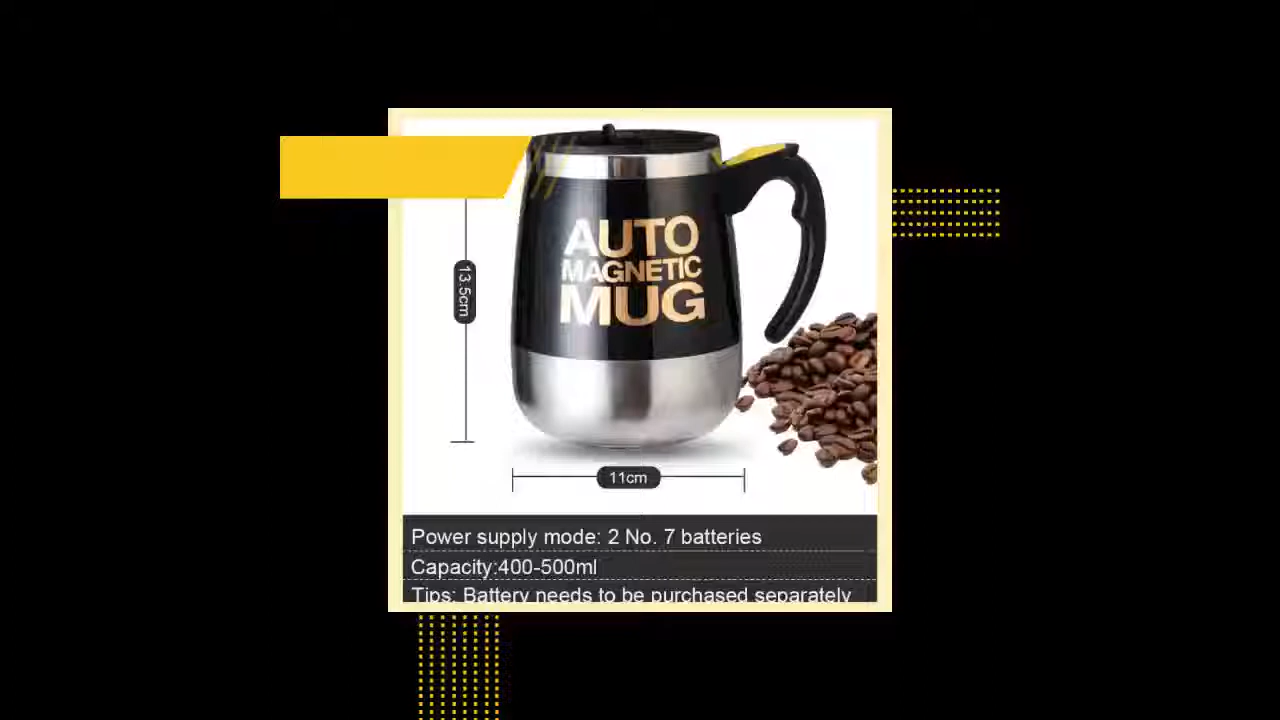 AUTO
MAGNETIC
MUG
13.5cm
11cm
Power supply mode: 2 No. 7 batteries
Capacity:400-500ml
Tips: Battery needs to be purchased separately